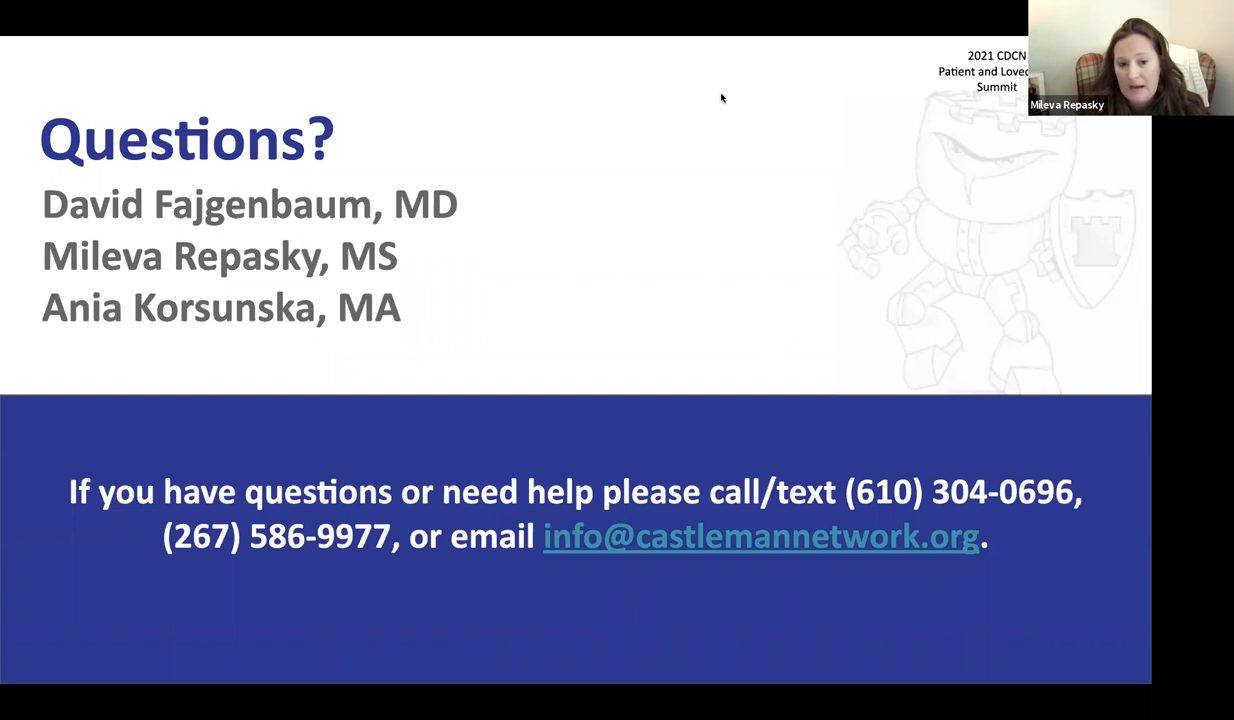 2021 CDCN
Patient and Loved
Summit
Mileva Repasky
Questions?
David Fajgenbaum, MD
Mileva Repasky, MS
Ania Korsunska, MA
If you have questions or need help please call/text (610) 304-0696,
(267) 586-9977, or email info@castlemannetwork.org.